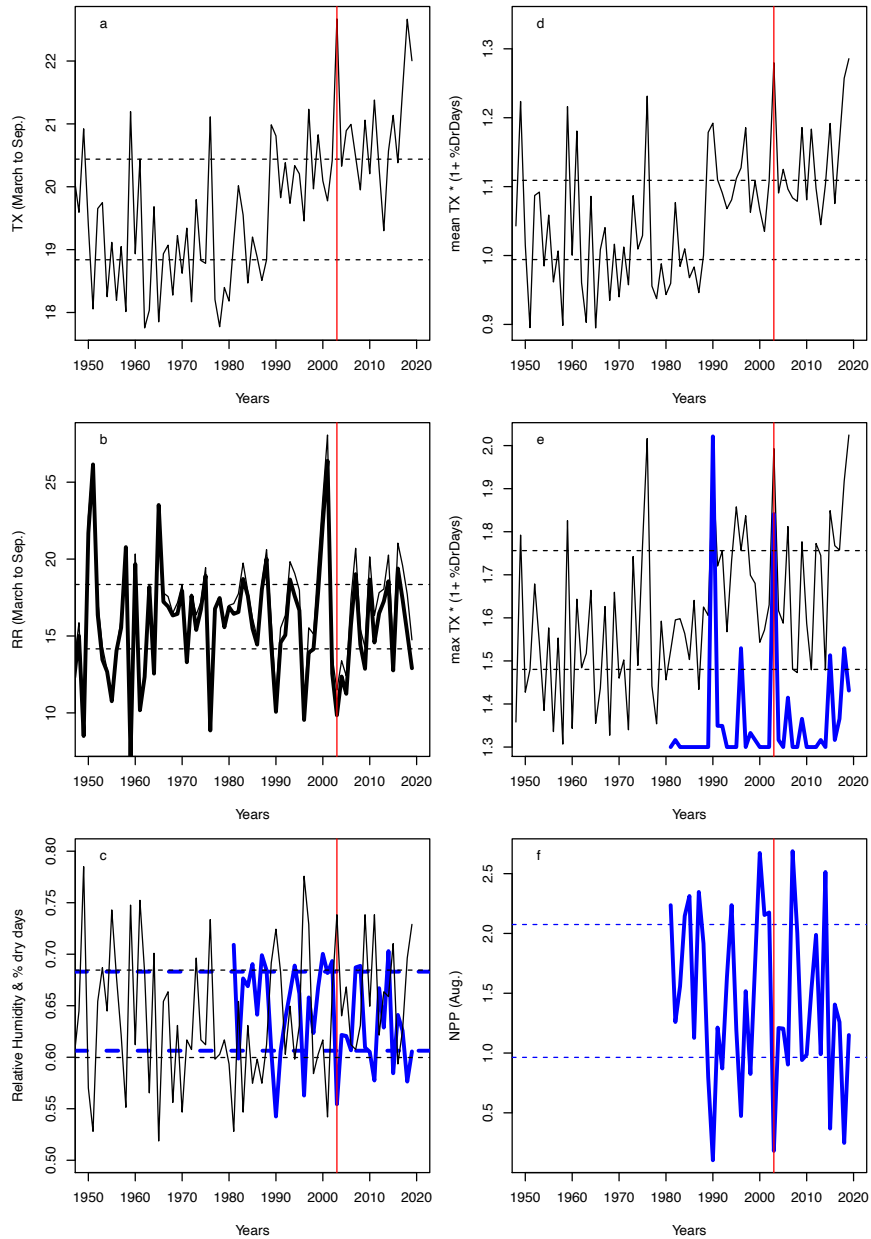 a
TX (March to Sep.)
22
21
20
19
18
1950 1960 1970 1980 1990 2000 2010 2020
Years
d
mean TX * (1+ %DrDays)
1.3
1.2
1.1
1.0
0.9
1950 1960 1970 1980 1990 2000 2010 2020
Years
b
RR (March to Sep.)
25
20
15
10
1950 1960 1970 1980 1990 2000 2010 2020
Years
e
max TX * (1+ %DrDays)
2.0
1.9
1.8
1.7
1.6
1.5
1.4
1.3
1950 1960 1970 1980 1990 2000 2010 2020
Years
c
Relative Humidity & % dry days
0.80
0.75
0.70
0.65
0.60
0.55
0.50
1950 1960 1970 1980 1990 2000 2010 2020
Years
f
NPP (Aug.)
2.5
2.0
1.5
1.0
0.5
1950 1960 1970 1980 1990 2000 2010 2020
Years